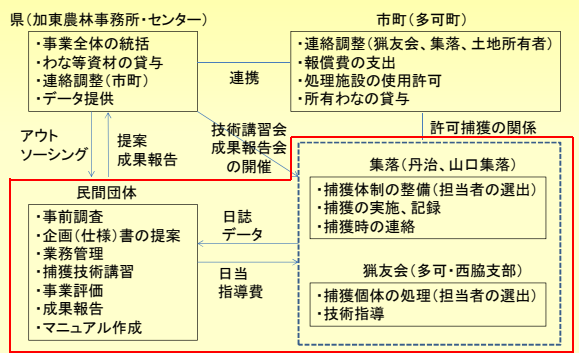 県（加東農林事務所・センター）
・事業全体の統括
・わな等資材の貸与
・連絡調整（市町）
・データ提供
連携
市町（多可町）
・連絡調整（猟友会、集落、土地所有者）
・報償費の支出
・処理施設の使用許可
・所有わなの貸与
アウト
ソーシング
提案
成果報告
技術講習会
成果報告会
の開催
許可捕獲の関係
民間団体
・事前調査
・企画（仕様）書の提案
・業務管理
・捕獲技術講習
・事業評価
・成果報告
・マニュアル作成
日誌
データ
日当
指導費
集落（丹治、山口集落）
・捕獲体制の整備（担当者の選出）
・捕獲の実施、記録
・捕獲時の連絡
猟友会（多可・西脇支部）
・捕獲個体の処理（担当者の選出）
・技術指導